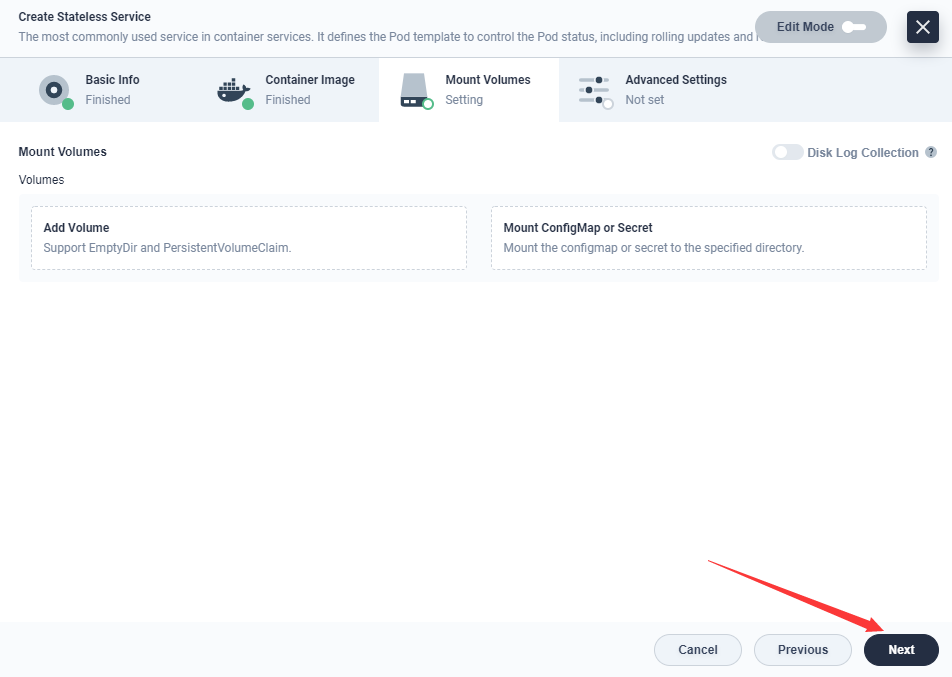 Create Stateless Service
The most commonly used service in container services. It defines the Pod template to control the Pod status, including rolling updates and
Edit Mode
Basic Info
Finished
Container Image
Finished
Mount Volumes
Setting
Advanced Settings
Not set
Mount Volumes
Disk Log Collection ?
Volumes
Add Volume
Support EmptyDir and PersistentVolumeClaim.
Mount ConfigMap or Secret
Mount the configmap or secret to the specified directory.
Cancel
Previous
Next